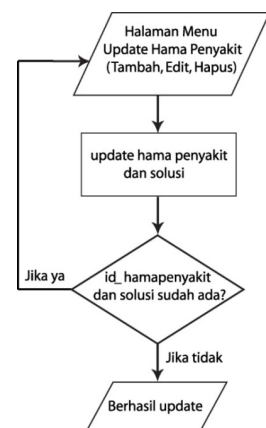 Halaman Menu
Update Hama Penyakit
(Tambah, Edit, Hapus)
update hama penyakit
dan solusi
id_hamapenyakit
dan solusi sudah ada?
Jika ya
Jika tidak
Berhasil update